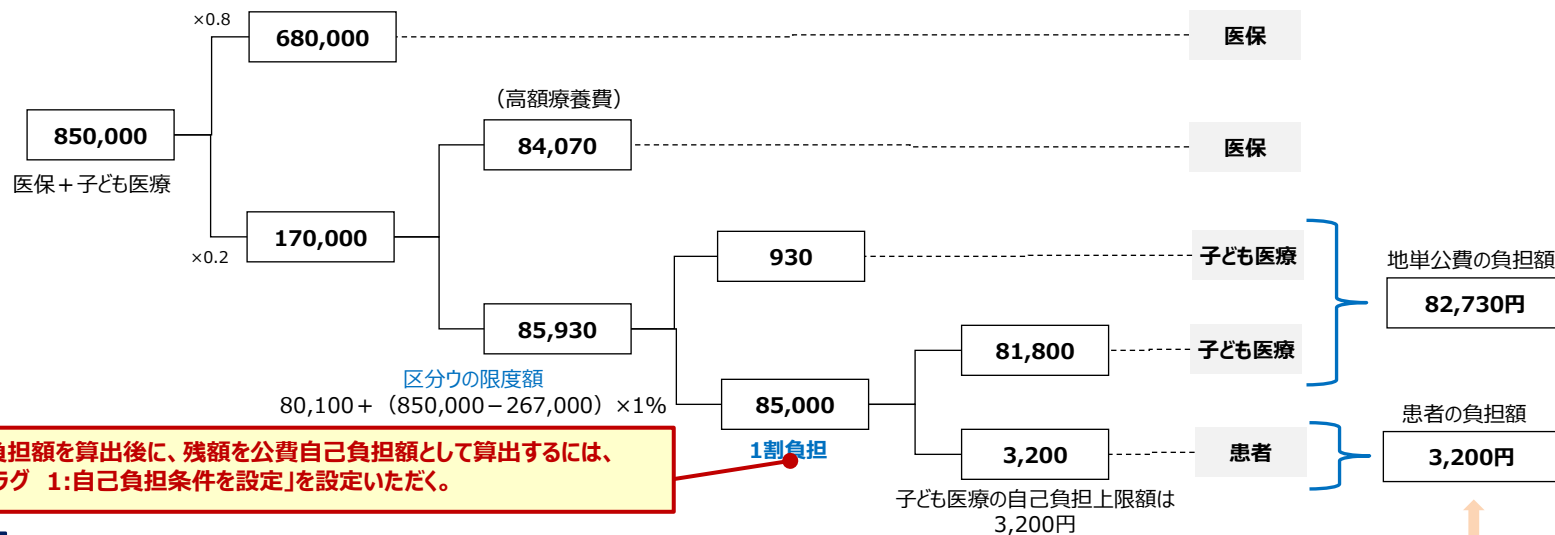 ×0.8
680,000
医保
(高額療養費)
850,000
84,070
医保
医保+子ども医療
170,000
×0.2
930
子ども医療
地単公費の負担額
82,730円
85,930
81,800
子ども医療
区分ウの限度額
80,100+(850,000-267,000)×1%
85,000
1割負担
患者の負担額
3,200円
3,200
患者
負担額を算出後に、残額を公費自己負担額として算出するには、
ラグ 1:自己負担条件を設定」を設定いただく。
子ども医療の自己負担上限額は
3,200円